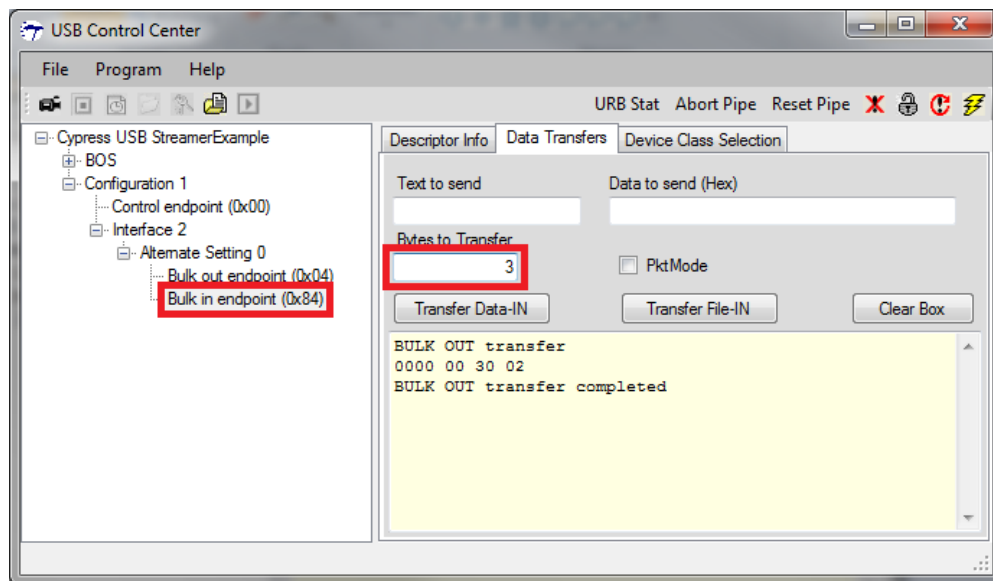 USB Control Center
File Program Help
URB Stat Abort Pipe Reset Pipe
Cypress USB StreamerExample
BOS
Configuration 1
Control endpoint (0x00)
Interface 2
Alternate Setting 0
Bulk out endpoint (0x04)
Bulk in endpoint (0x84)
Descriptor Info Data Transfers Device Class Selection
Text to send Data to send (Hex)
Bytes to Transfer
3 PktMode
Transfer Data-IN Transfer File-IN Clear Box
BULK OUT transfer
0000 00 30 02
BULK OUT transfer completed